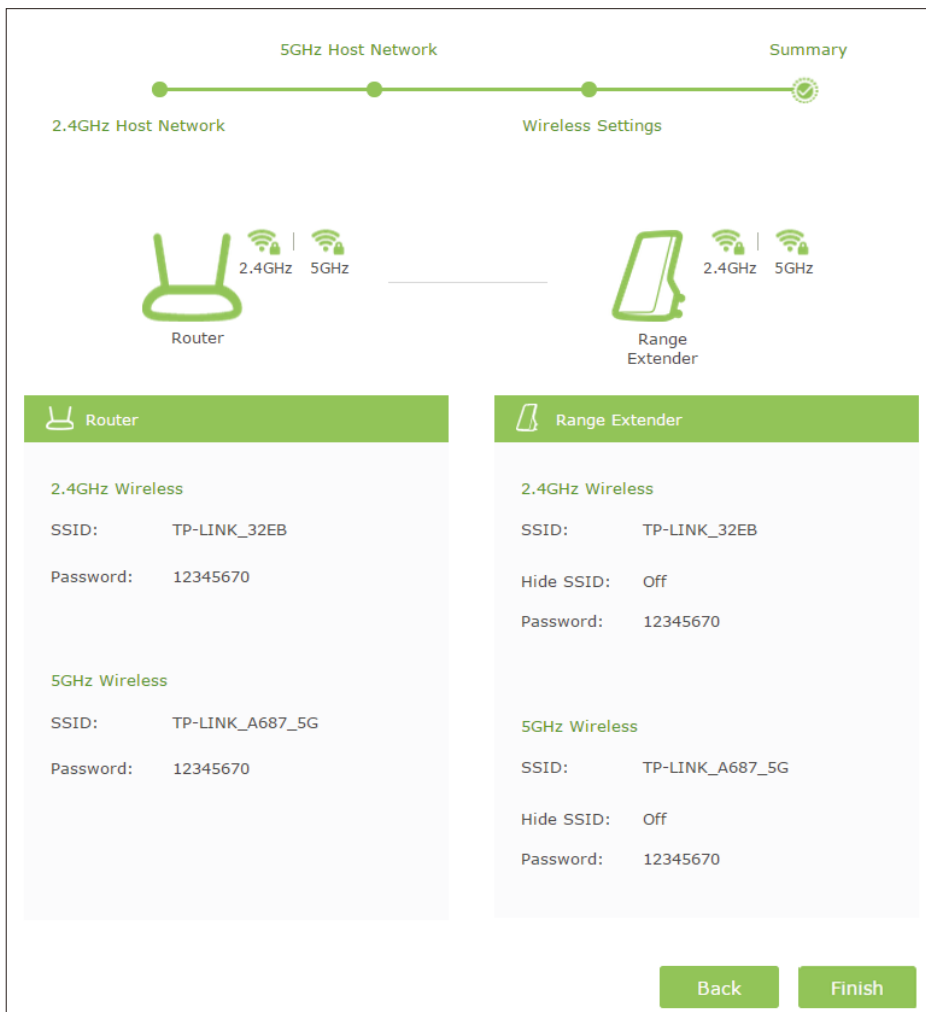 5GHz Host Network
Summary
2.4GHz Host Network
Wireless Settings
2.4GHz 5GHz
Router
2.4GHz 5GHz
Range
Extender
Router
2.4GHz Wireless
SSID: TP-LINK_32EB
Password: 12345670
5GHz Wireless
SSID: TP-LINK_A687_5G
Password: 12345670
Range Extender
2.4GHz Wireless
SSID: TP-LINK_32EB
Hide SSID: Off
Password: 12345670
5GHz Wireless
SSID: TP-LINK_A687_5G
Hide SSID: Off
Password: 12345670
Back
Finish